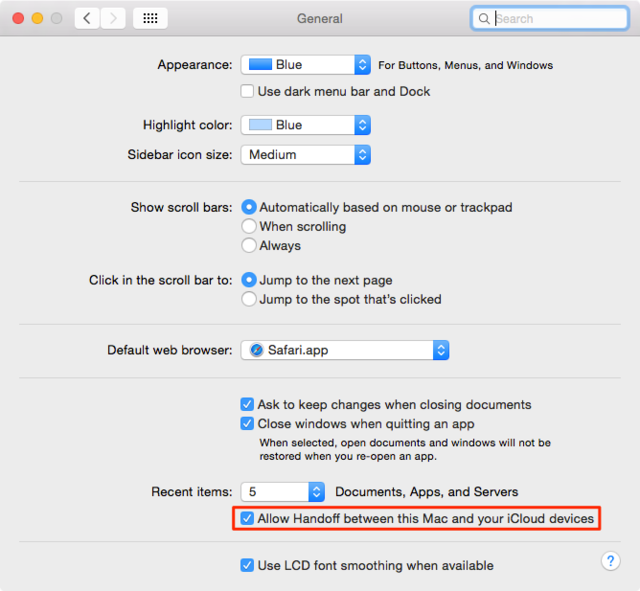 General
Search
Appearance: Blue For Buttons, Menus, and Windows
Use dark menu bar and Dock
Highlight color: Blue
Sidebar icon size: Medium
Show scroll bars: Automatically based on mouse or trackpad
When scrolling
Always
Click in the scroll bar to: Jump to the next page
Jump to the spot that's clicked
Default web browser: Safari.app
Ask to keep changes when closing documents
Close windows when quitting an app
When selected, open documents and windows will not be
restored when you re-open an app.
Recent items: 5 Documents, Apps, and Servers
Allow Handoff between this Mac and your iCloud devices
Use LCD font smoothing when available
?